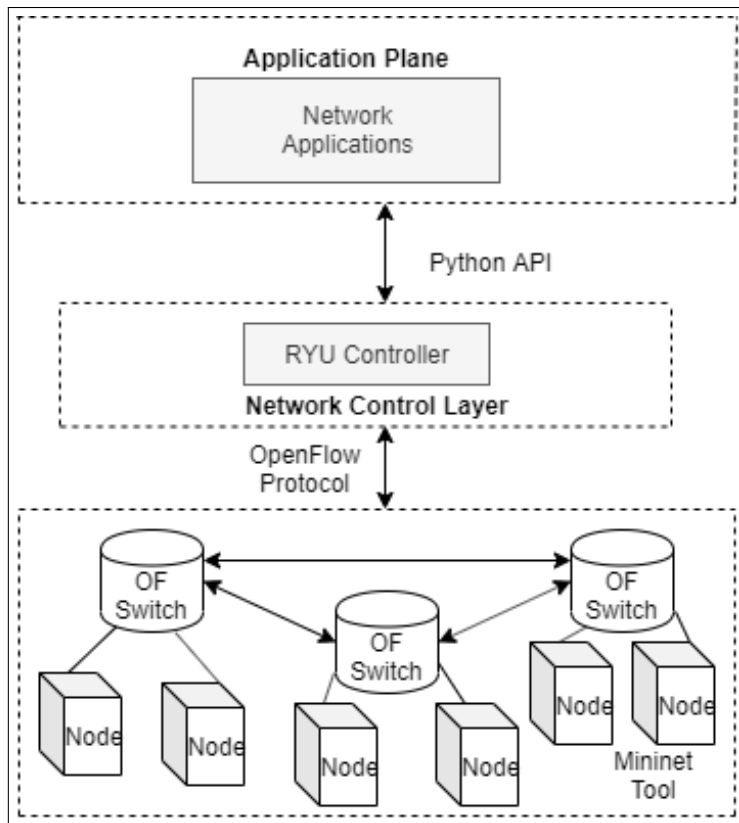 Application Plane
Network
Applications
Python API
RYU Controller
Network Control Layer
OpenFlow
Protocol
OF
Switch
OF
Switch
OF
Switch
Node
Node
Node
Node
Node
Node
Mininet
Tool